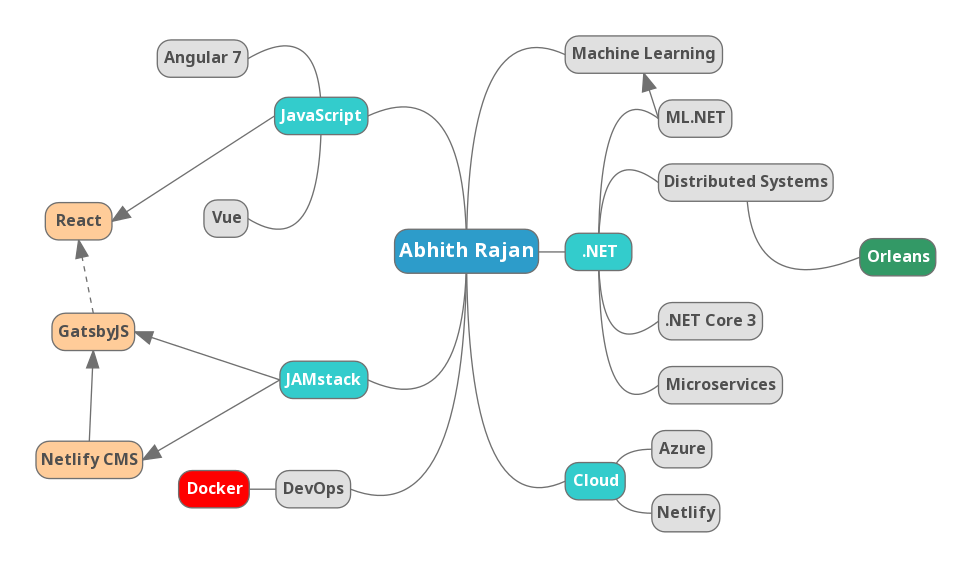 Machine Learning
Angular 7
JavaScript
ML.NET
Distributed Systems
Vue
React
Abhith Rajan
.NET
Orleans
.NET Core 3
GatsbyJS
JAMstack
Microservices
Azure
Netlify CMS
Cloud
Docker
DevOps
Netlify